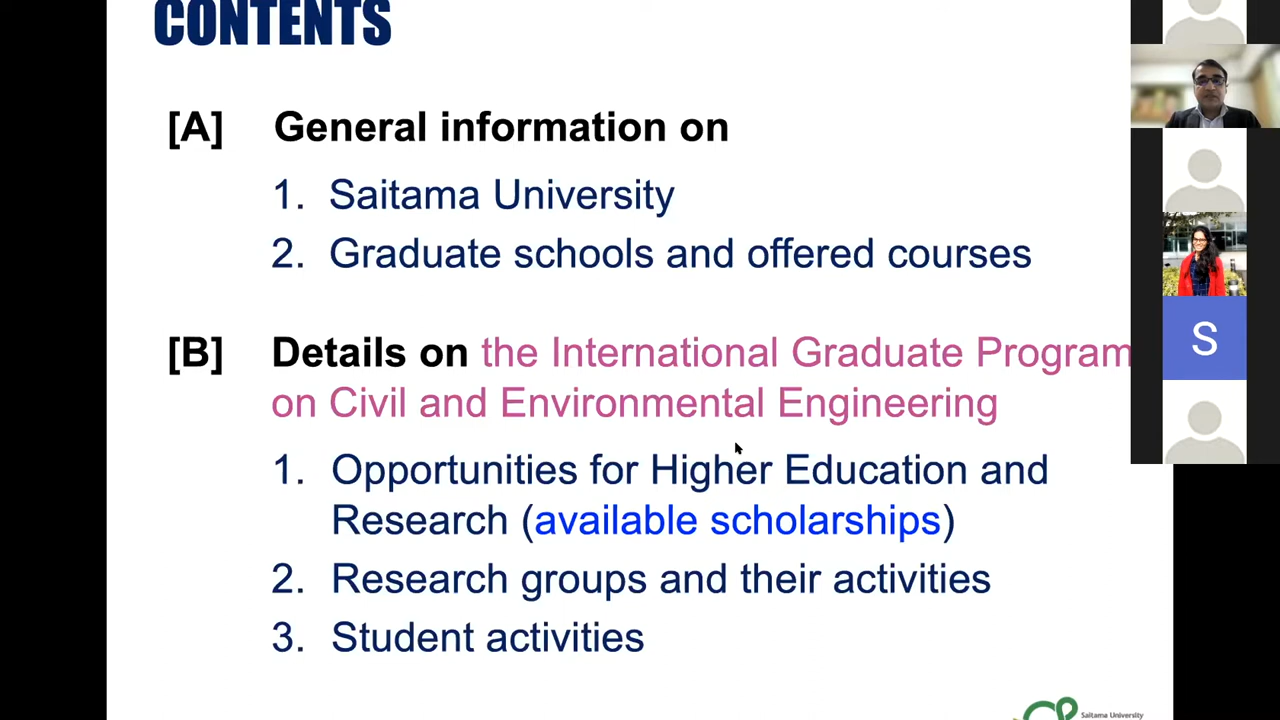 CONTENTS
[A] General information on
1. Saitama University
2. Graduate schools and offered courses
[B] Details on the International Graduate Program
on Civil and Environmental Engineering
1. Opportunities for Higher Education and
Research (available scholarships)
2. Research groups and their activities
3. Student activities
S
Saitama University